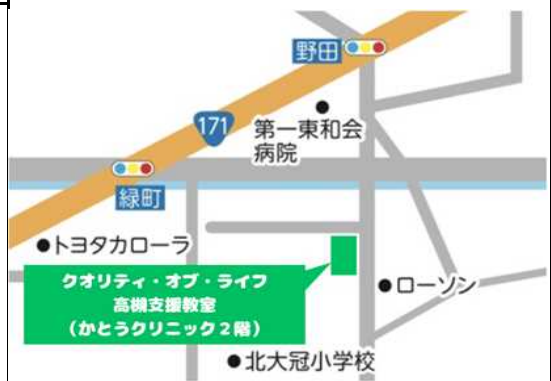 野田
171
第一東和会
病院
緑町
●トヨタカローラ
クオリティ・オブ・ライフ
高槻支援教室
（かとうクリニック２階）
●ローソン
●北大冠小学校